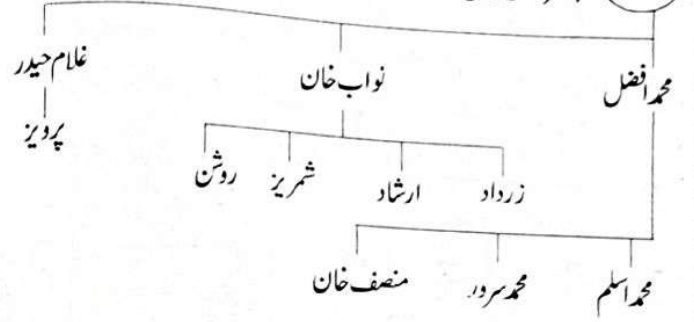 محمد افضل نواب خان غلام حیدر
پرویز
زرداد ارشاد شمریز روشن
محمد اسلم محمد سرور منصف خان